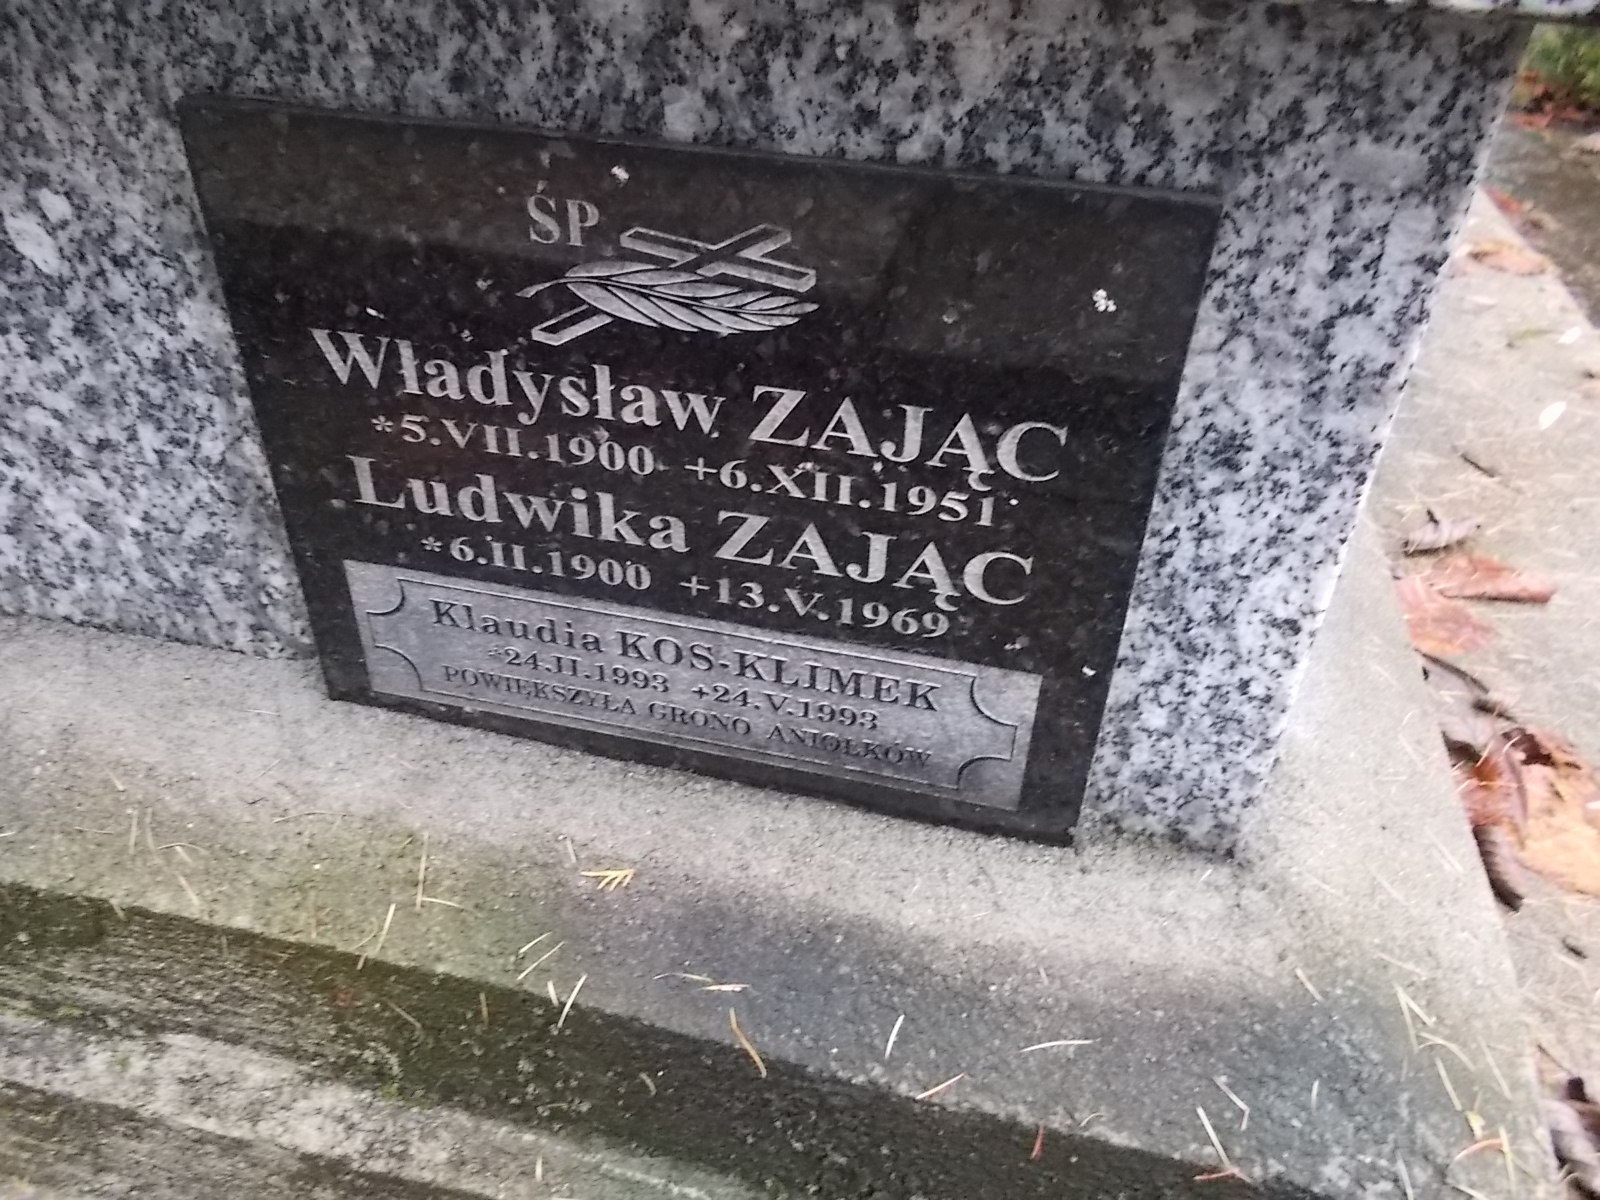 ŚP
Władysław ZAJĄC
*5.VII.1900 +6.XII.1951
Ludwika ZAJĄC
*6.II.1900 +13.V.1969
Klaudia KOS-KLIMEK
*24.II.1993 +24.V.1993
POWIĘKSZYŁA GRONO ANIOŁKÓW